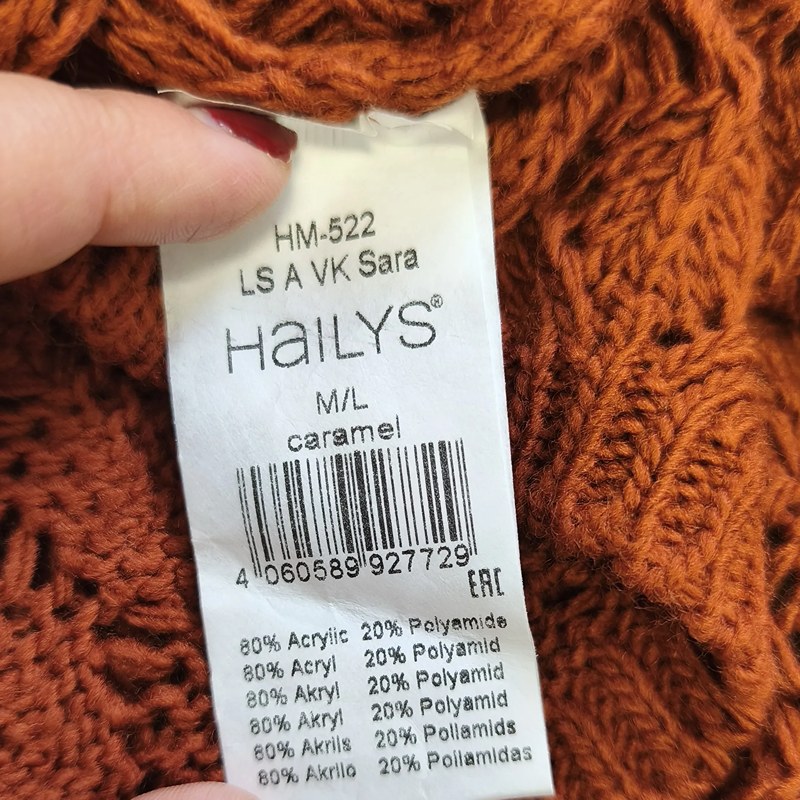 HM-522
LS A VK Sara
HaILYS®
M/L
caramel
4 060589 927729
EAC
80% Acrylic 20% Polyamide
80% Acryl 20% Polyamid
80% Akryl 20% Polyamid
80% Akryl 20% Polyamid
80% Akrils 20% Poliamids
80% Akrilo 20% Poliamidas